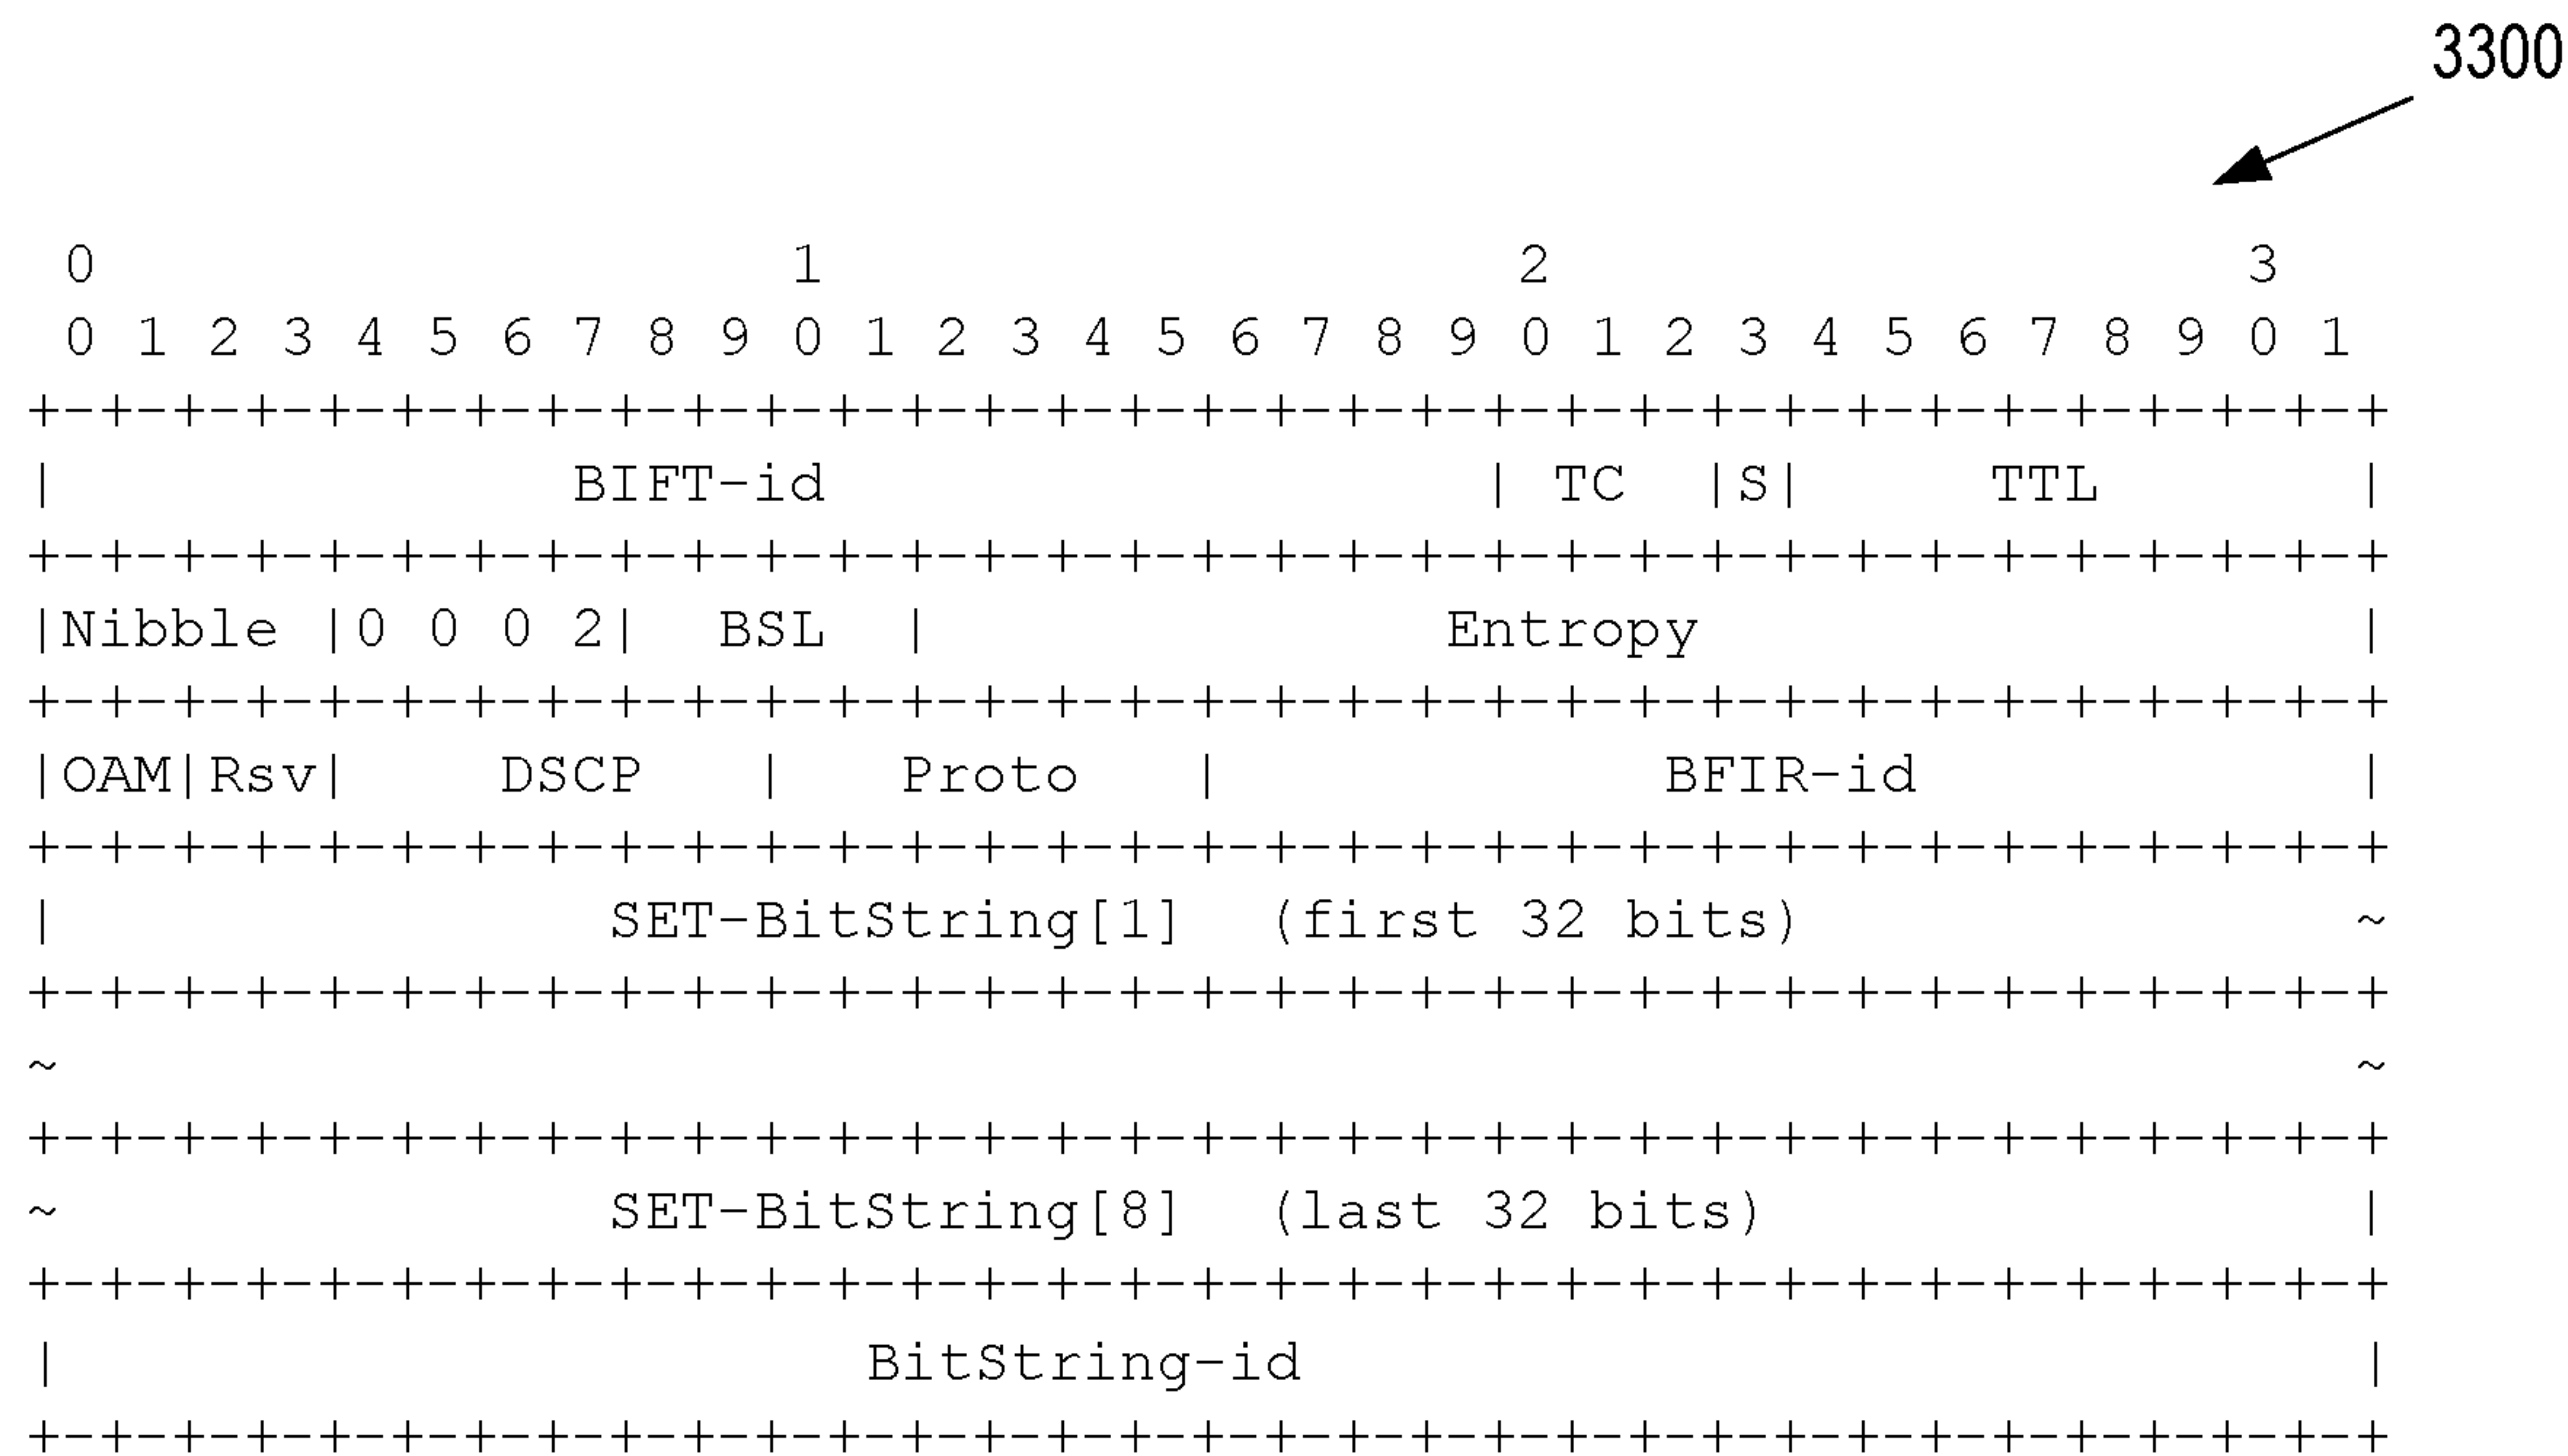 3300
 0                   1                   2                   3
 0 1 2 3 4 5 6 7 8 9 0 1 2 3 4 5 6 7 8 9 0 1 2 3 4 5 6 7 8 9 0 1
+-+-+-+-+-+-+-+-+-+-+-+-+-+-+-+-+-+-+-+-+-+-+-+-+-+-+-+-+-+-+-+-+
|              BIFT-id                  | TC  |S|     TTL       |
+-+-+-+-+-+-+-+-+-+-+-+-+-+-+-+-+-+-+-+-+-+-+-+-+-+-+-+-+-+-+-+-+
|Nibble |0 0 0 2|  BSL  |              Entropy                  |
+-+-+-+-+-+-+-+-+-+-+-+-+-+-+-+-+-+-+-+-+-+-+-+-+-+-+-+-+-+-+-+-+
|OAM|Rsv|    DSCP   |   Proto   |            BFIR-id            |
+-+-+-+-+-+-+-+-+-+-+-+-+-+-+-+-+-+-+-+-+-+-+-+-+-+-+-+-+-+-+-+-+
|               SET-BitString[1]  (first 32 bits)               ~
+-+-+-+-+-+-+-+-+-+-+-+-+-+-+-+-+-+-+-+-+-+-+-+-+-+-+-+-+-+-+-+-+
~                                                               ~
+-+-+-+-+-+-+-+-+-+-+-+-+-+-+-+-+-+-+-+-+-+-+-+-+-+-+-+-+-+-+-+-+
~               SET-BitString[8]  (last 32 bits)                |
+-+-+-+-+-+-+-+-+-+-+-+-+-+-+-+-+-+-+-+-+-+-+-+-+-+-+-+-+-+-+-+-+
|                      BitString-id                             |
+-+-+-+-+-+-+-+-+-+-+-+-+-+-+-+-+-+-+-+-+-+-+-+-+-+-+-+-+-+-+-+-+